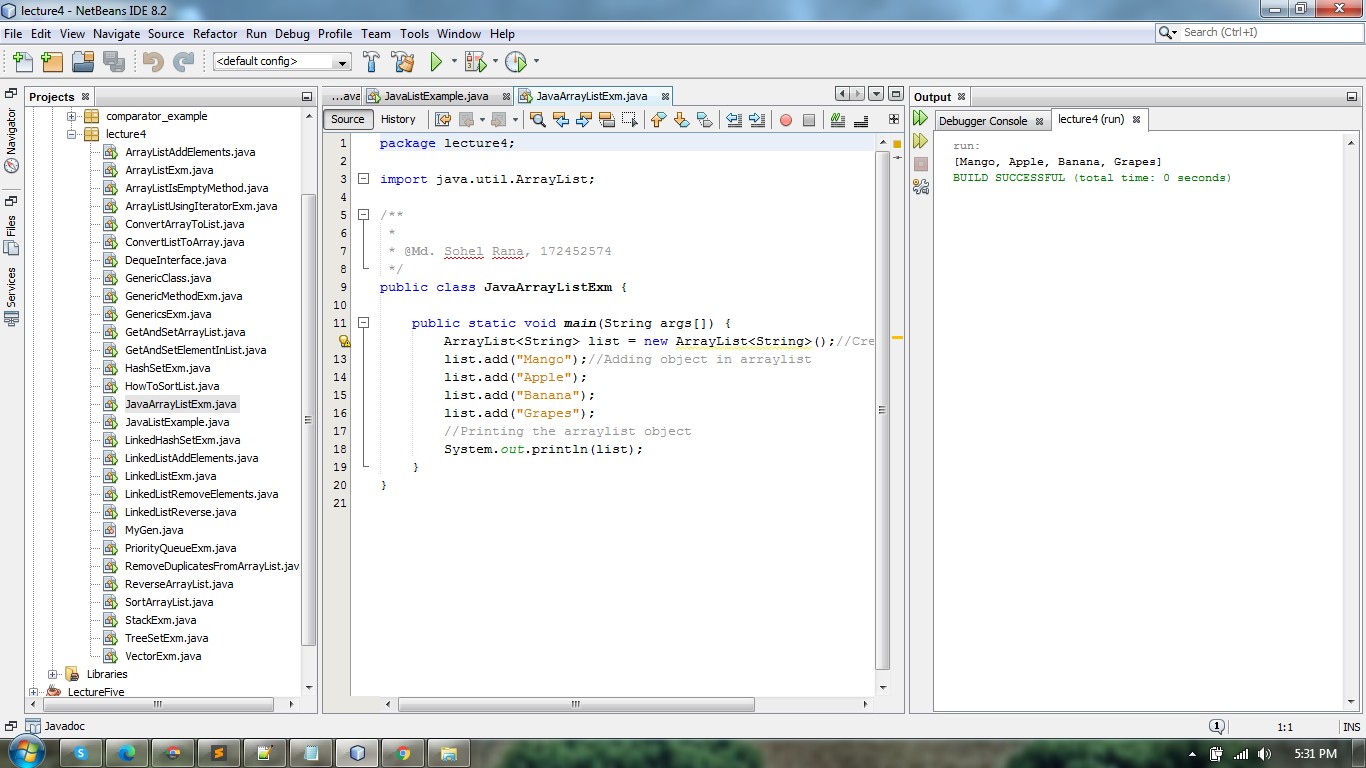 lecture4 - NetBeans IDE 8.2
File Edit View Navigate Source Refactor Run Debug Profile Team Tools Window Help
Search (Ctrl+I)
<default config>
Navigator
Files
Services
Projects
comparator_example
lecture4
ArrayListAddElements.java
ArrayListExm.java
ArrayListIsEmptyMethod.java
ArrayListUsingIteratorExm.java
ConvertArrayToList.java
ConvertListToArray.java
DequeInterface.java
GenericClass.java
GenericMethodExm.java
GenericsExm.java
GetAndSetArrayList.java
GetAndSetElementInList.java
HashSetExm.java
HowToSortList.java
JavaArrayListExm.java
JavaListExample.java
LinkedHashSetExm.java
LinkedListAddElements.java
LinkedListExm.java
LinkedListRemoveElements.java
LinkedListReverse.java
MyGen.java
PriorityQueueExm.java
RemoveDuplicatesFromArrayList.java
ReverseArrayList.java
SortArrayList.java
StackExm.java
TreeSetExm.java
VectorExm.java
Libraries
LectureFive
...ava JavaListExample.java JavaArrayListExm.java
Source History
1 package lecture4;
2
3 import java.util.ArrayList;
4
5 /**
6 *
7 * @Md. Sohel Rana, 172452574
8 */
9 public class JavaArrayListExm {
10
11 public static void main(String args[]) {
ArrayList<String> list = new ArrayList<String>();//Cre
13 list.add("Mango");//Adding object in arraylist
14 list.add("Apple");
15 list.add("Banana");
16 list.add("Grapes");
17 //Printing the arraylist object
18 System.out.println(list);
19 }
20 }
21
Output
Debugger Console lecture4 (run)
run:
[Mango, Apple, Banana, Grapes]
BUILD SUCCESSFUL (total time: 0 seconds)
Javadoc
1
1:1 INS
5:31 PM